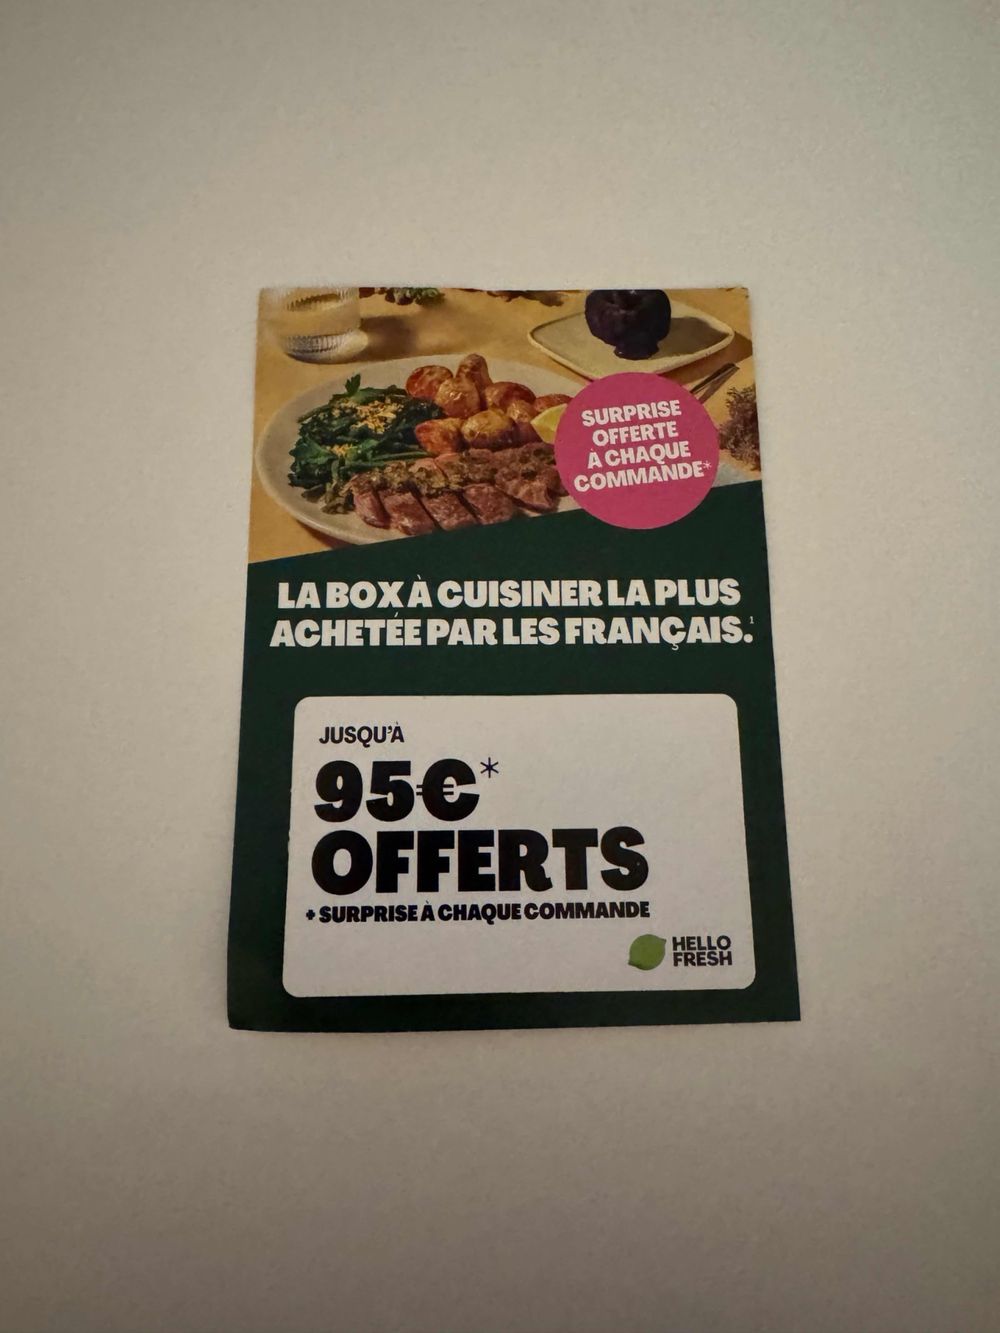 SURPRISE
OFFERTE
À CHAQUE
COMMANDE*
LA BOX À CUISINER LA PLUS
ACHETÉE PAR LES FRANÇAIS.¹
JUSQU'À
95€*
OFFERTS
+ SURPRISE À CHAQUE COMMANDE
HELLO
FRESH